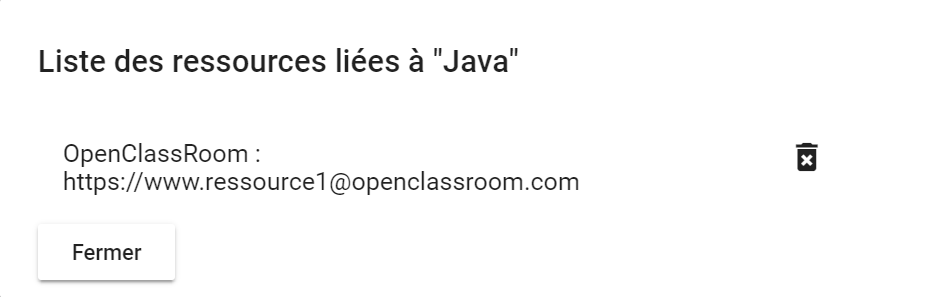 Liste des ressources liées à "Java"
OpenClassRoom :
https://www.ressource1@openclassroom.com
Fermer